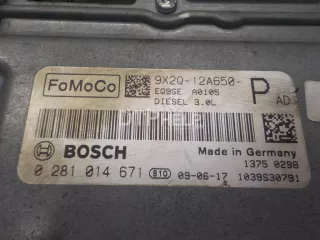 FoMoCo
9X2Q-12A650-
P
AD
EQ9SE A0105
DIESEL 3.0L
BOSCH
Made in Germany
1375 0298
0 281 014 671 810 09-06-17 1039S30791